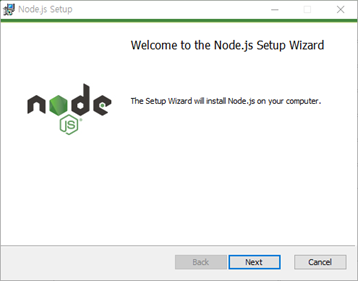 Node.js Setup
Welcome to the Node.js Setup Wizard
The Setup Wizard will install Node.js on your computer.
node
JS
Back
Next
Cancel